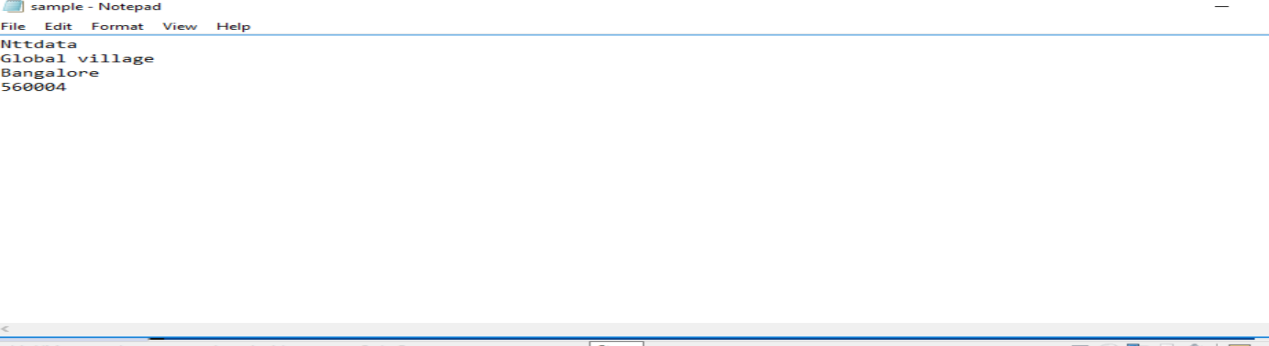 sample - Notepad
File Edit Format View Help
Nttdata
Global village
Bangalore
560004